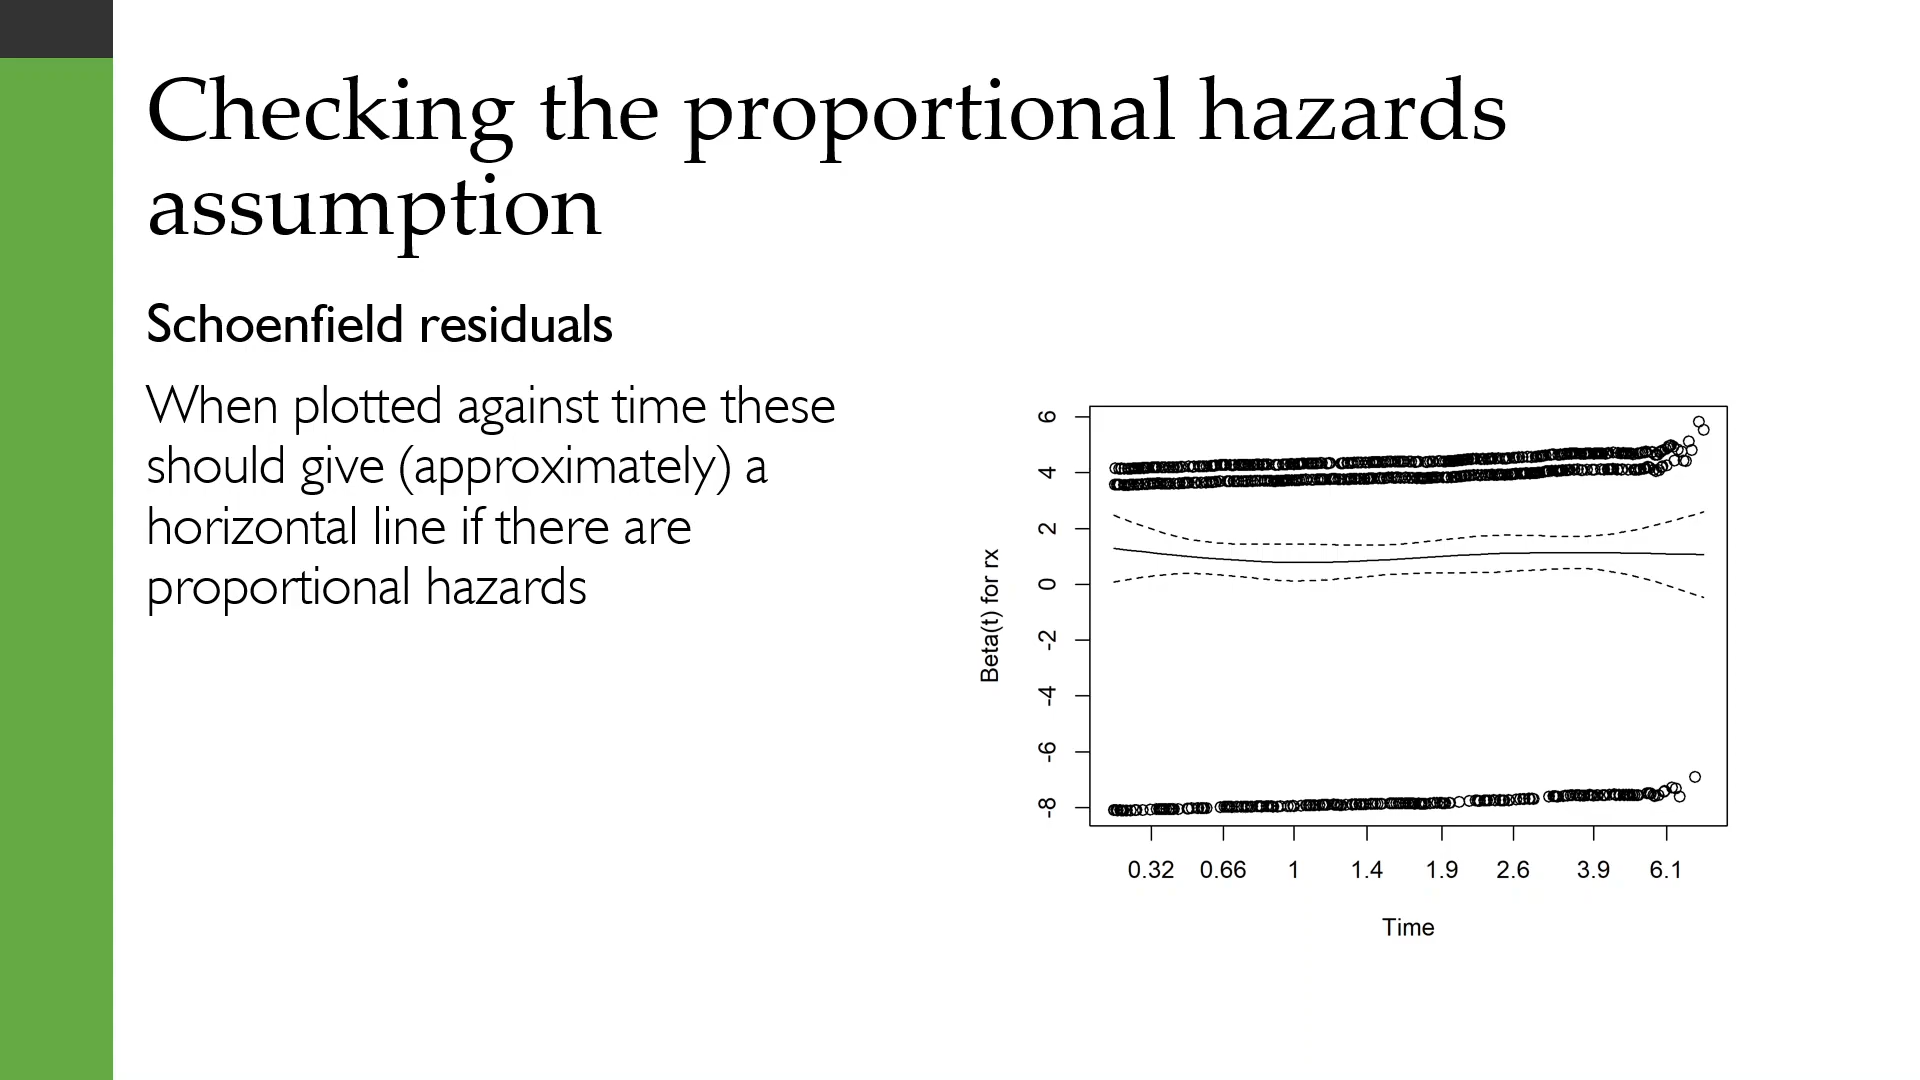 Checking the proportional hazards
assumption
Schoenfield residuals
When plotted against time these
should give (approximately) a
horizontal line if there are
proportional hazards
Beta(t) for rx
6
4
2
0
-2
-4
-6
-8
0.32 0.66 1 1.4 1.9 2.6 3.9 6.1
Time